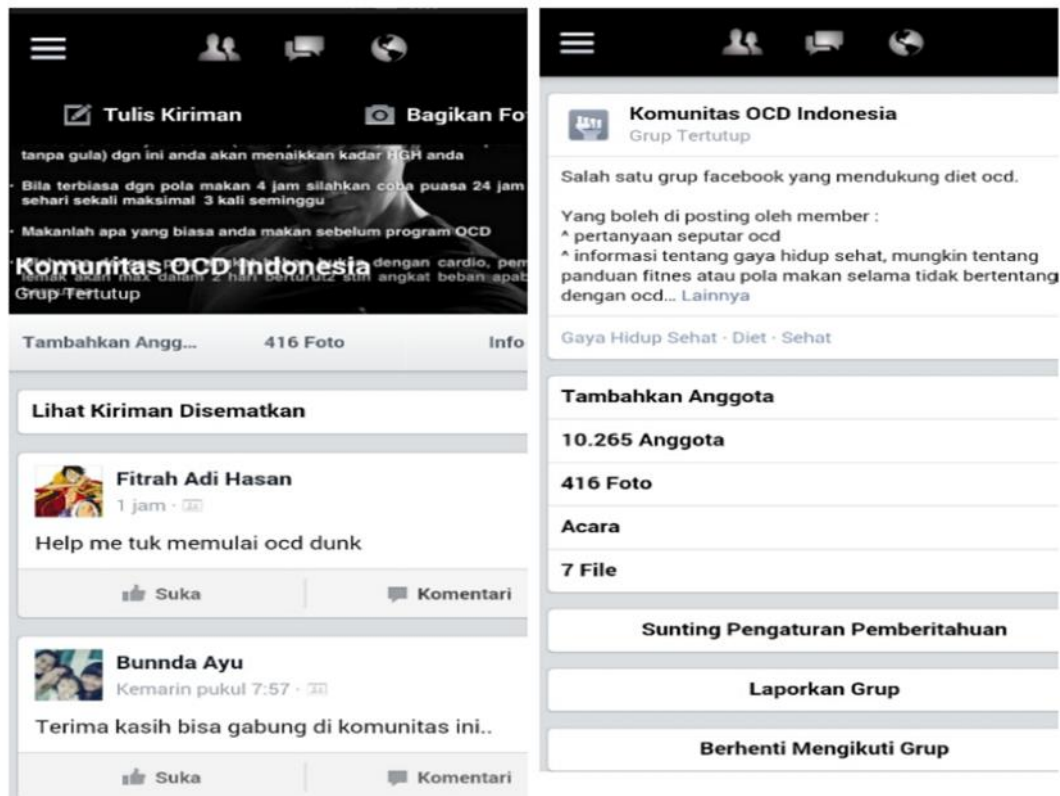 Tulis Kiriman
Bagikan Fo
tanpa gula) dgn ini anda akan menaikkan kadar HGH anda
· Bila terbiasa dgn pola makan 4 jam silahkan coba puasa 24 jam
sehari sekali maksimal 3 kali seminggu
· Makanlah apa yang biasa anda makan sebelum program OCD
dengan cardio,
Komunitas OCD Indonesia
max dalam 2 hari berturut2 angkat beban
Grup Tertutup
Tambahkan Angg...
416 Foto
Info
Lihat Kiriman Disematkan
Fitrah Adi Hasan
1 jam ·
Help me tuk memulai ocd dunk
Suka
Komentari
Bunnda Ayu
Kemarin pukul 7:57 ·
Terima kasih bisa gabung di komunitas ini..
Suka
Komentari
Komunitas OCD Indonesia
Grup Tertutup
Salah satu grup facebook yang mendukung diet ocd.
Yang boleh di posting oleh member :
^ pertanyaan seputar ocd
^ informasi tentang gaya hidup sehat, mungkin tentang
panduan fitnes atau pola makan selama tidak bertentang
dengan ocd... Lainnya
Gaya Hidup Sehat · Diet · Sehat
Tambahkan Anggota
10.265 Anggota
416 Foto
Acara
7 File
Sunting Pengaturan Pemberitahuan
Laporkan Grup
Berhenti Mengikuti Grup